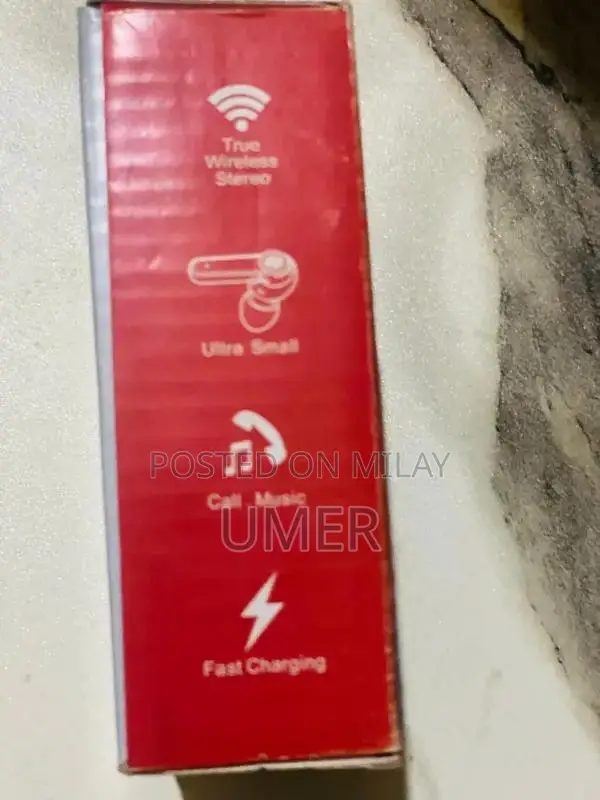 True
Wireless
Stereo
Ultra Small
POSTED ON MILAY
Call Music
UMER
Fast Charging